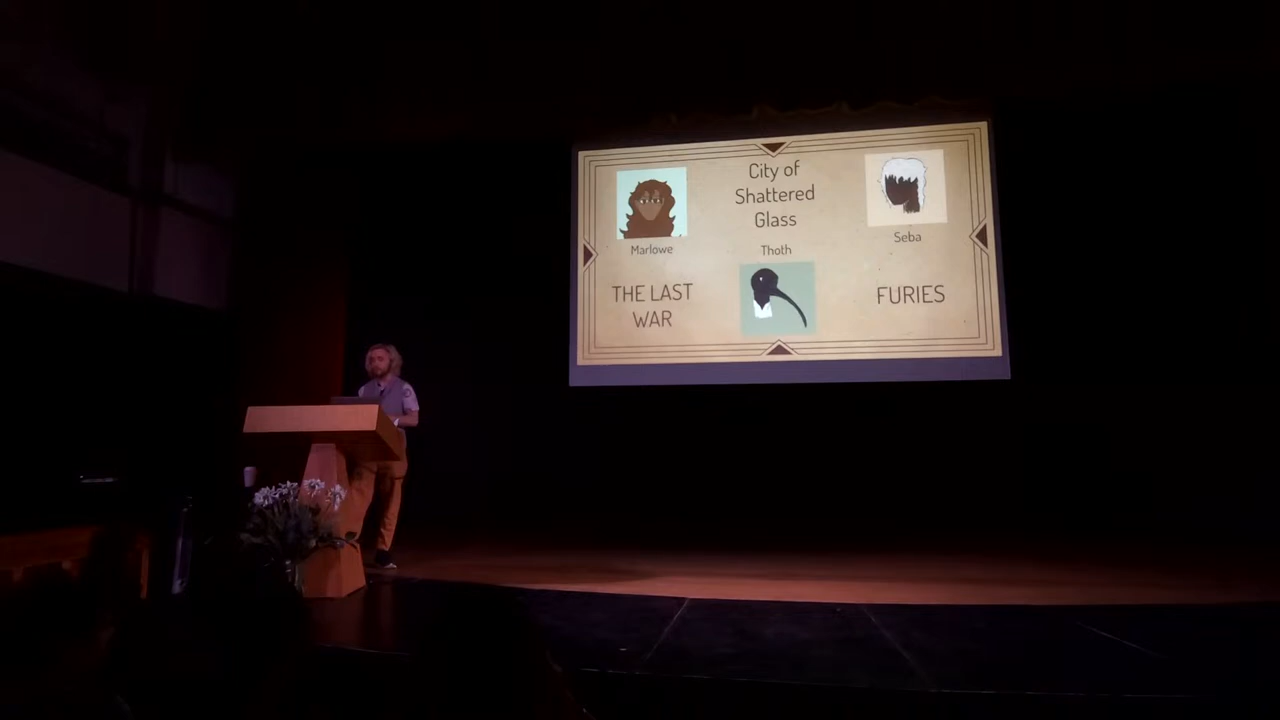 City of
Shattered
Glass
Marlowe
Thoth
Seba
THE LAST
WAR
FURIES